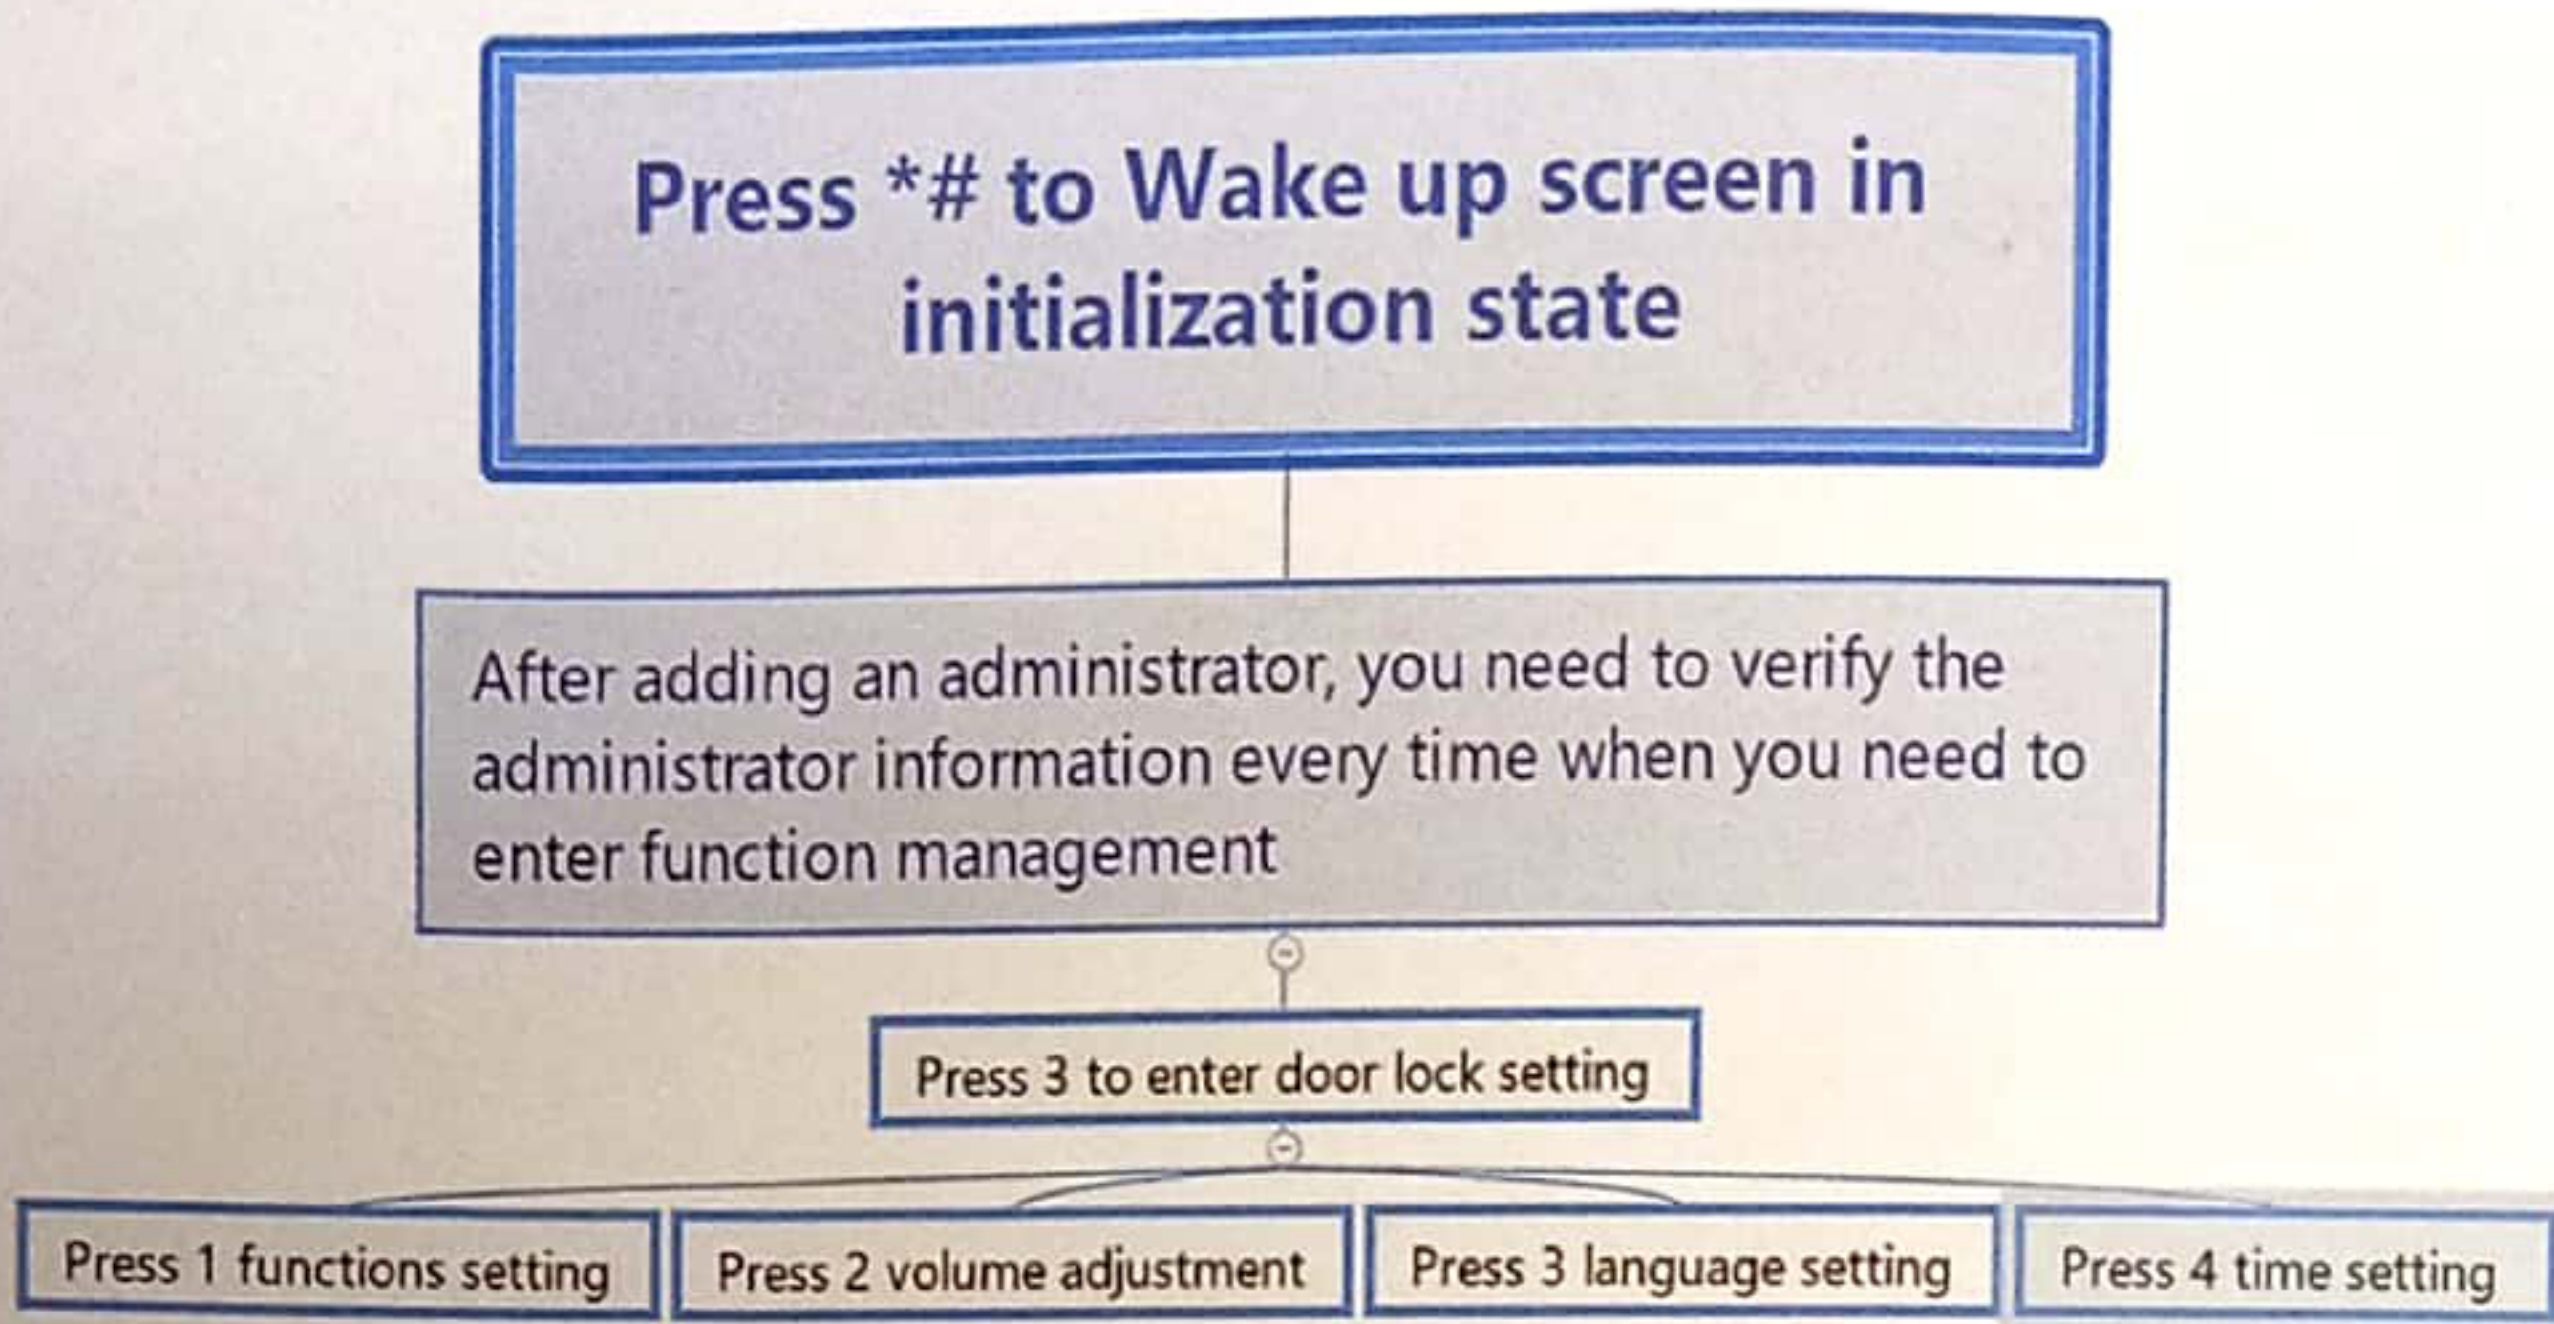 Press *# to Wake up screen in
initialization state
After adding an administrator, you need to verify the
administrator information every time when you need to
enter function management
Press 3 to enter door lock setting
Press 1 functions setting
Press 2 volume adjustment
Press 3 language setting
Press 4 time setting